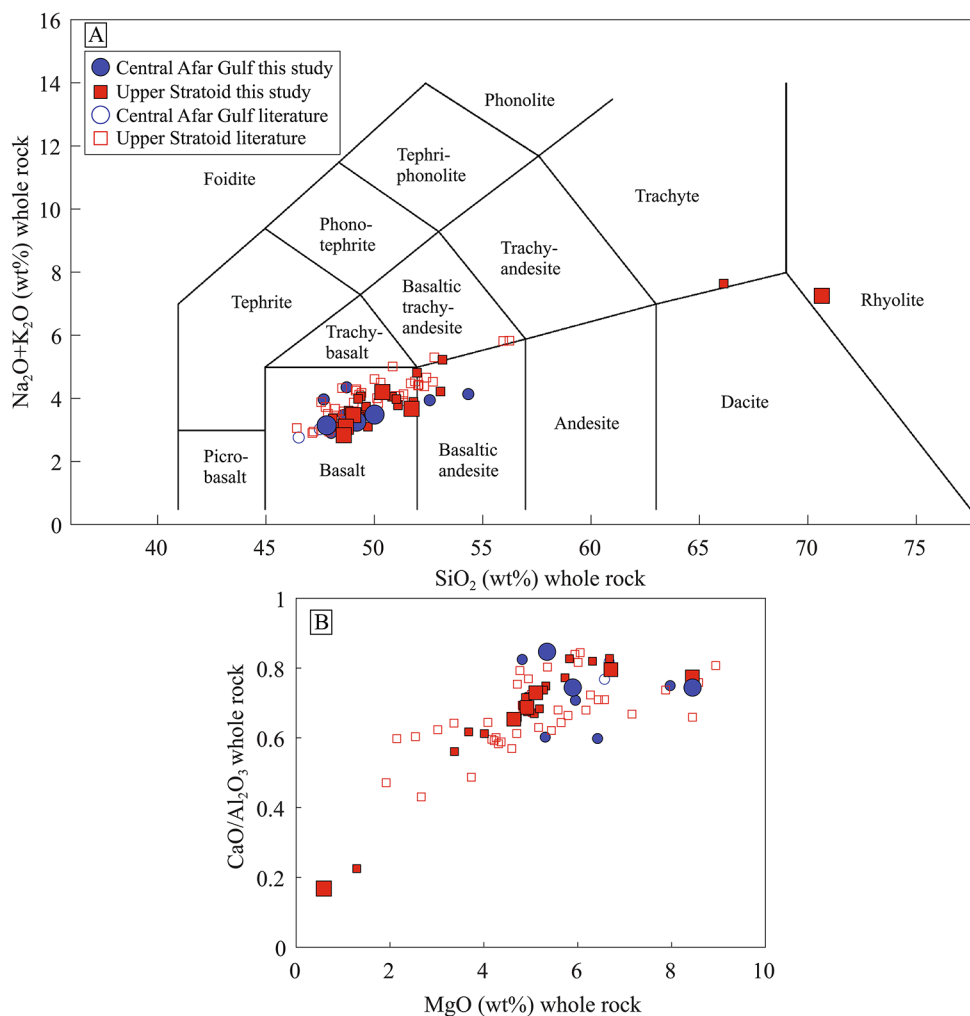 A
Central Afar Gulf this study
Upper Stratoid this study
Central Afar Gulf literature
Upper Stratoid literature
Phonolite
Tephri-
phonolite
Foidite
Trachyte
Phono-
tephrite
Trachy-
andesite
Tephrite
Basaltic
trachy-
andesite
Rhyolite
Trachy-
basalt
Picro-
basalt
Basalt
Basaltic
andesite
Andesite
Dacite
Na2O+K2O (wt%) whole rock
16
14
12
10
8
6
4
2
0
40 45 50 55 60 65 70 75
SiO2 (wt%) whole rock
B
CaO/Al2O3 whole rock
1
0.8
0.6
0.4
0.2
0
0 2 4 6 8 10
MgO (wt%) whole rock